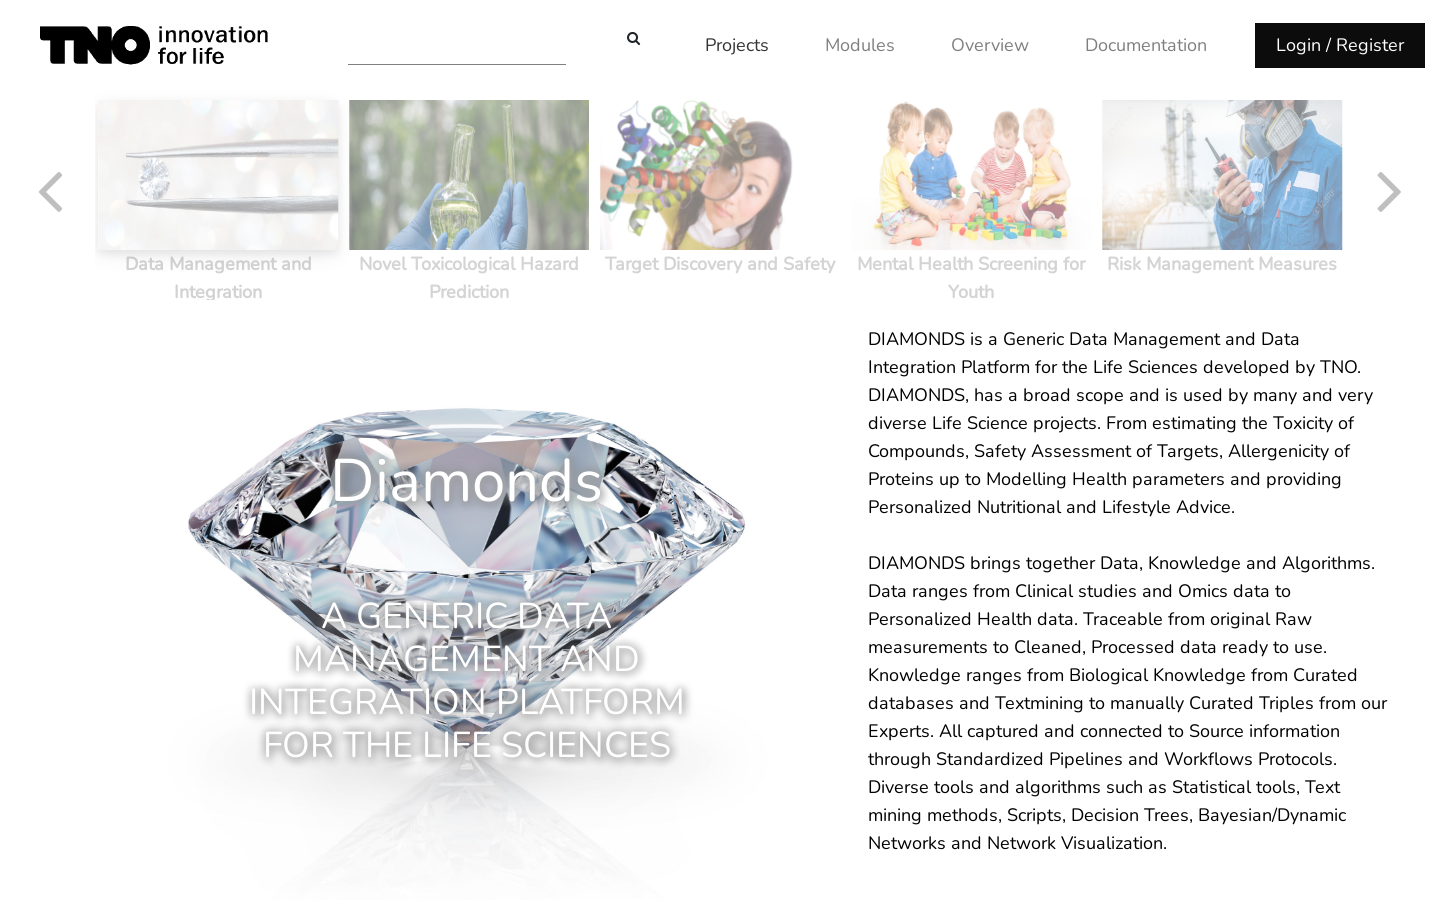 TNO innovation
for life
Projects
Modules
Overview
Documentation
Login / Register
Data Management and
Integration
Novel Toxicological Hazard
Prediction
Target Discovery and Safety
Mental Health Screening for
Youth
Risk Management Measures
Diamonds
A GENERIC DATA
MANAGEMENT AND
INTEGRATION PLATFORM
FOR THE LIFE SCIENCES
DIAMONDS is a Generic Data Management and Data
Integration Platform for the Life Sciences developed by TNO.
DIAMONDS, has a broad scope and is used by many and very
diverse Life Science projects. From estimating the Toxicity of
Compounds, Safety Assessment of Targets, Allergenicity of
Proteins up to Modelling Health parameters and providing
Personalized Nutritional and Lifestyle Advice.
DIAMONDS brings together Data, Knowledge and Algorithms.
Data ranges from Clinical studies and Omics data to
Personalized Health data. Traceable from original Raw
measurements to Cleaned, Processed data ready to use.
Knowledge ranges from Biological Knowledge from Curated
databases and Textmining to manually Curated Triples from our
Experts. All captured and connected to Source information
through Standardized Pipelines and Workflows Protocols.
Diverse tools and algorithms such as Statistical tools, Text
mining methods, Scripts, Decision Trees, Bayesian/Dynamic
Networks and Network Visualization.